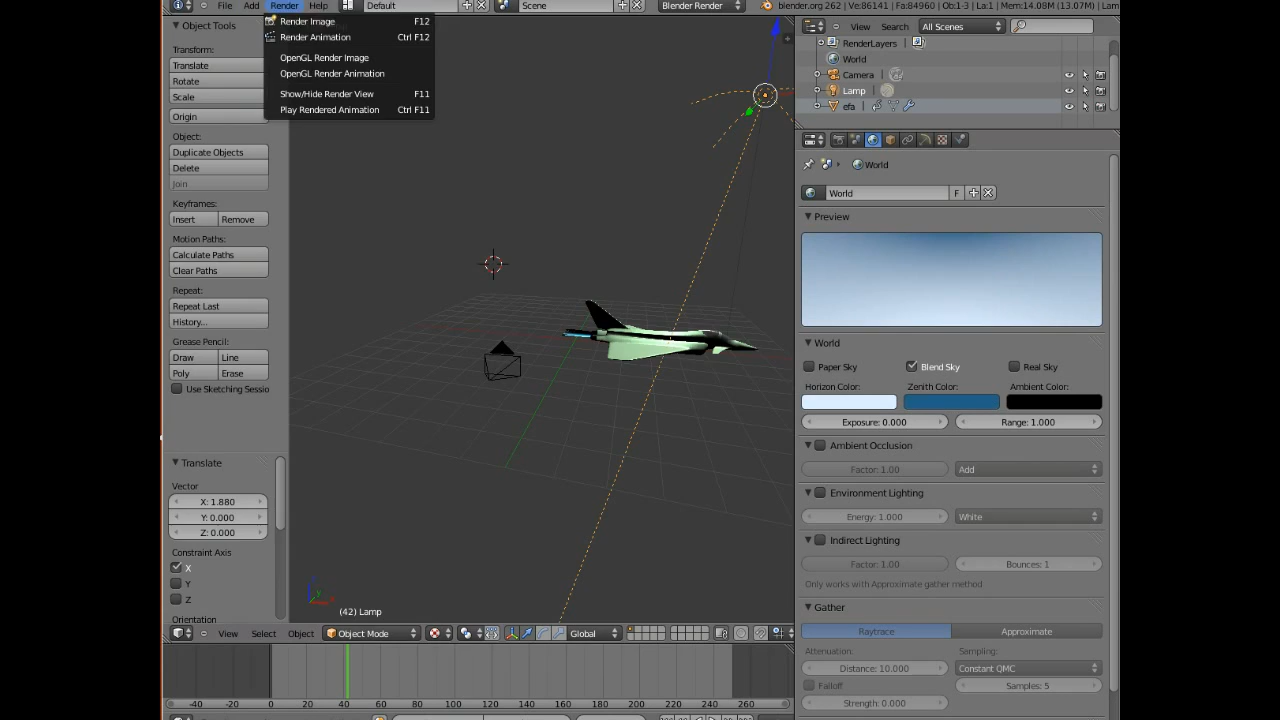 File Add Render Help Default Scene Blender Render blender.org 262 | Ve:86141 | Fa:84960 | Ob:1-3 | La:1 | Mem:14.08M (13.07M) | Lam
Render Image F12
Render Animation Ctrl F12
OpenGL Render Image
OpenGL Render Animation
Show/Hide Render View F11
Play Rendered Animation Ctrl F11
Object Tools
Transform:
Translate
Rotate
Scale
Origin
Object:
Duplicate Objects
Delete
Join
Keyframes:
Insert Remove
Motion Paths:
Calculate Paths
Clear Paths
Repeat:
Repeat Last
History...
Grease Pencil:
Draw Line
Poly Erase
Use Sketching Sessio
Translate
Vector
X: 1.880
Y: 0.000
Z: 0.000
Constraint Axis
X
Y
Z
Orientation
(42) Lamp
View Select Object Object Mode Global
-40 -20 0 20 40 60 80 100 120 140 160 180 200 220 240 260
View Search All Scenes
RenderLayers
World
Camera
Lamp
efa
World
World F
Preview
World
Paper Sky Blend Sky Real Sky
Horizon Color: Zenith Color: Ambient Color:
Exposure: 0.000 Range: 1.000
Ambient Occlusion
Factor: 1.00 Add
Environment Lighting
Energy: 1.000 White
Indirect Lighting
Factor: 1.00 Bounces: 1
Only works with Approximate gather method
Gather
Raytrace Approximate
Attenuation: Sampling:
Distance: 10.000 Constant QMC
Falloff Samples: 5
Strength: 0.000